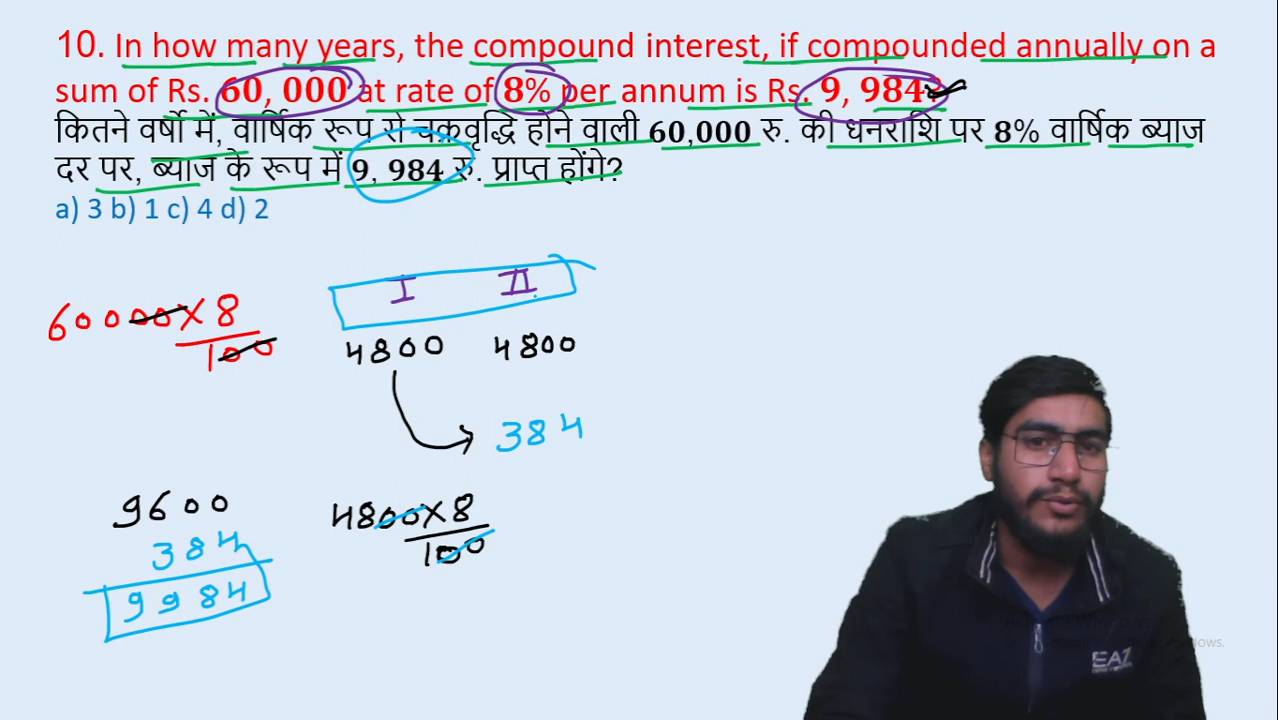 10. In how many years, the compound interest, if compounded annually on a
sum of Rs. 60, 000 at rate of 8% per annum is Rs. 9, 984?
कितने वर्षो में, वार्षिक रूप से चक्रवृद्धि होने वाली 60,000 रु. की धनराशि पर 8% वार्षिक ब्याज
दर पर, ब्याज के रूप में 9, 984 रु. प्राप्त होंगे?
a) 3 b) 1 c) 4 d) 2
I II
60000×8
100
4800 4800
384
9600
384
9984
4800×8
100
EA7